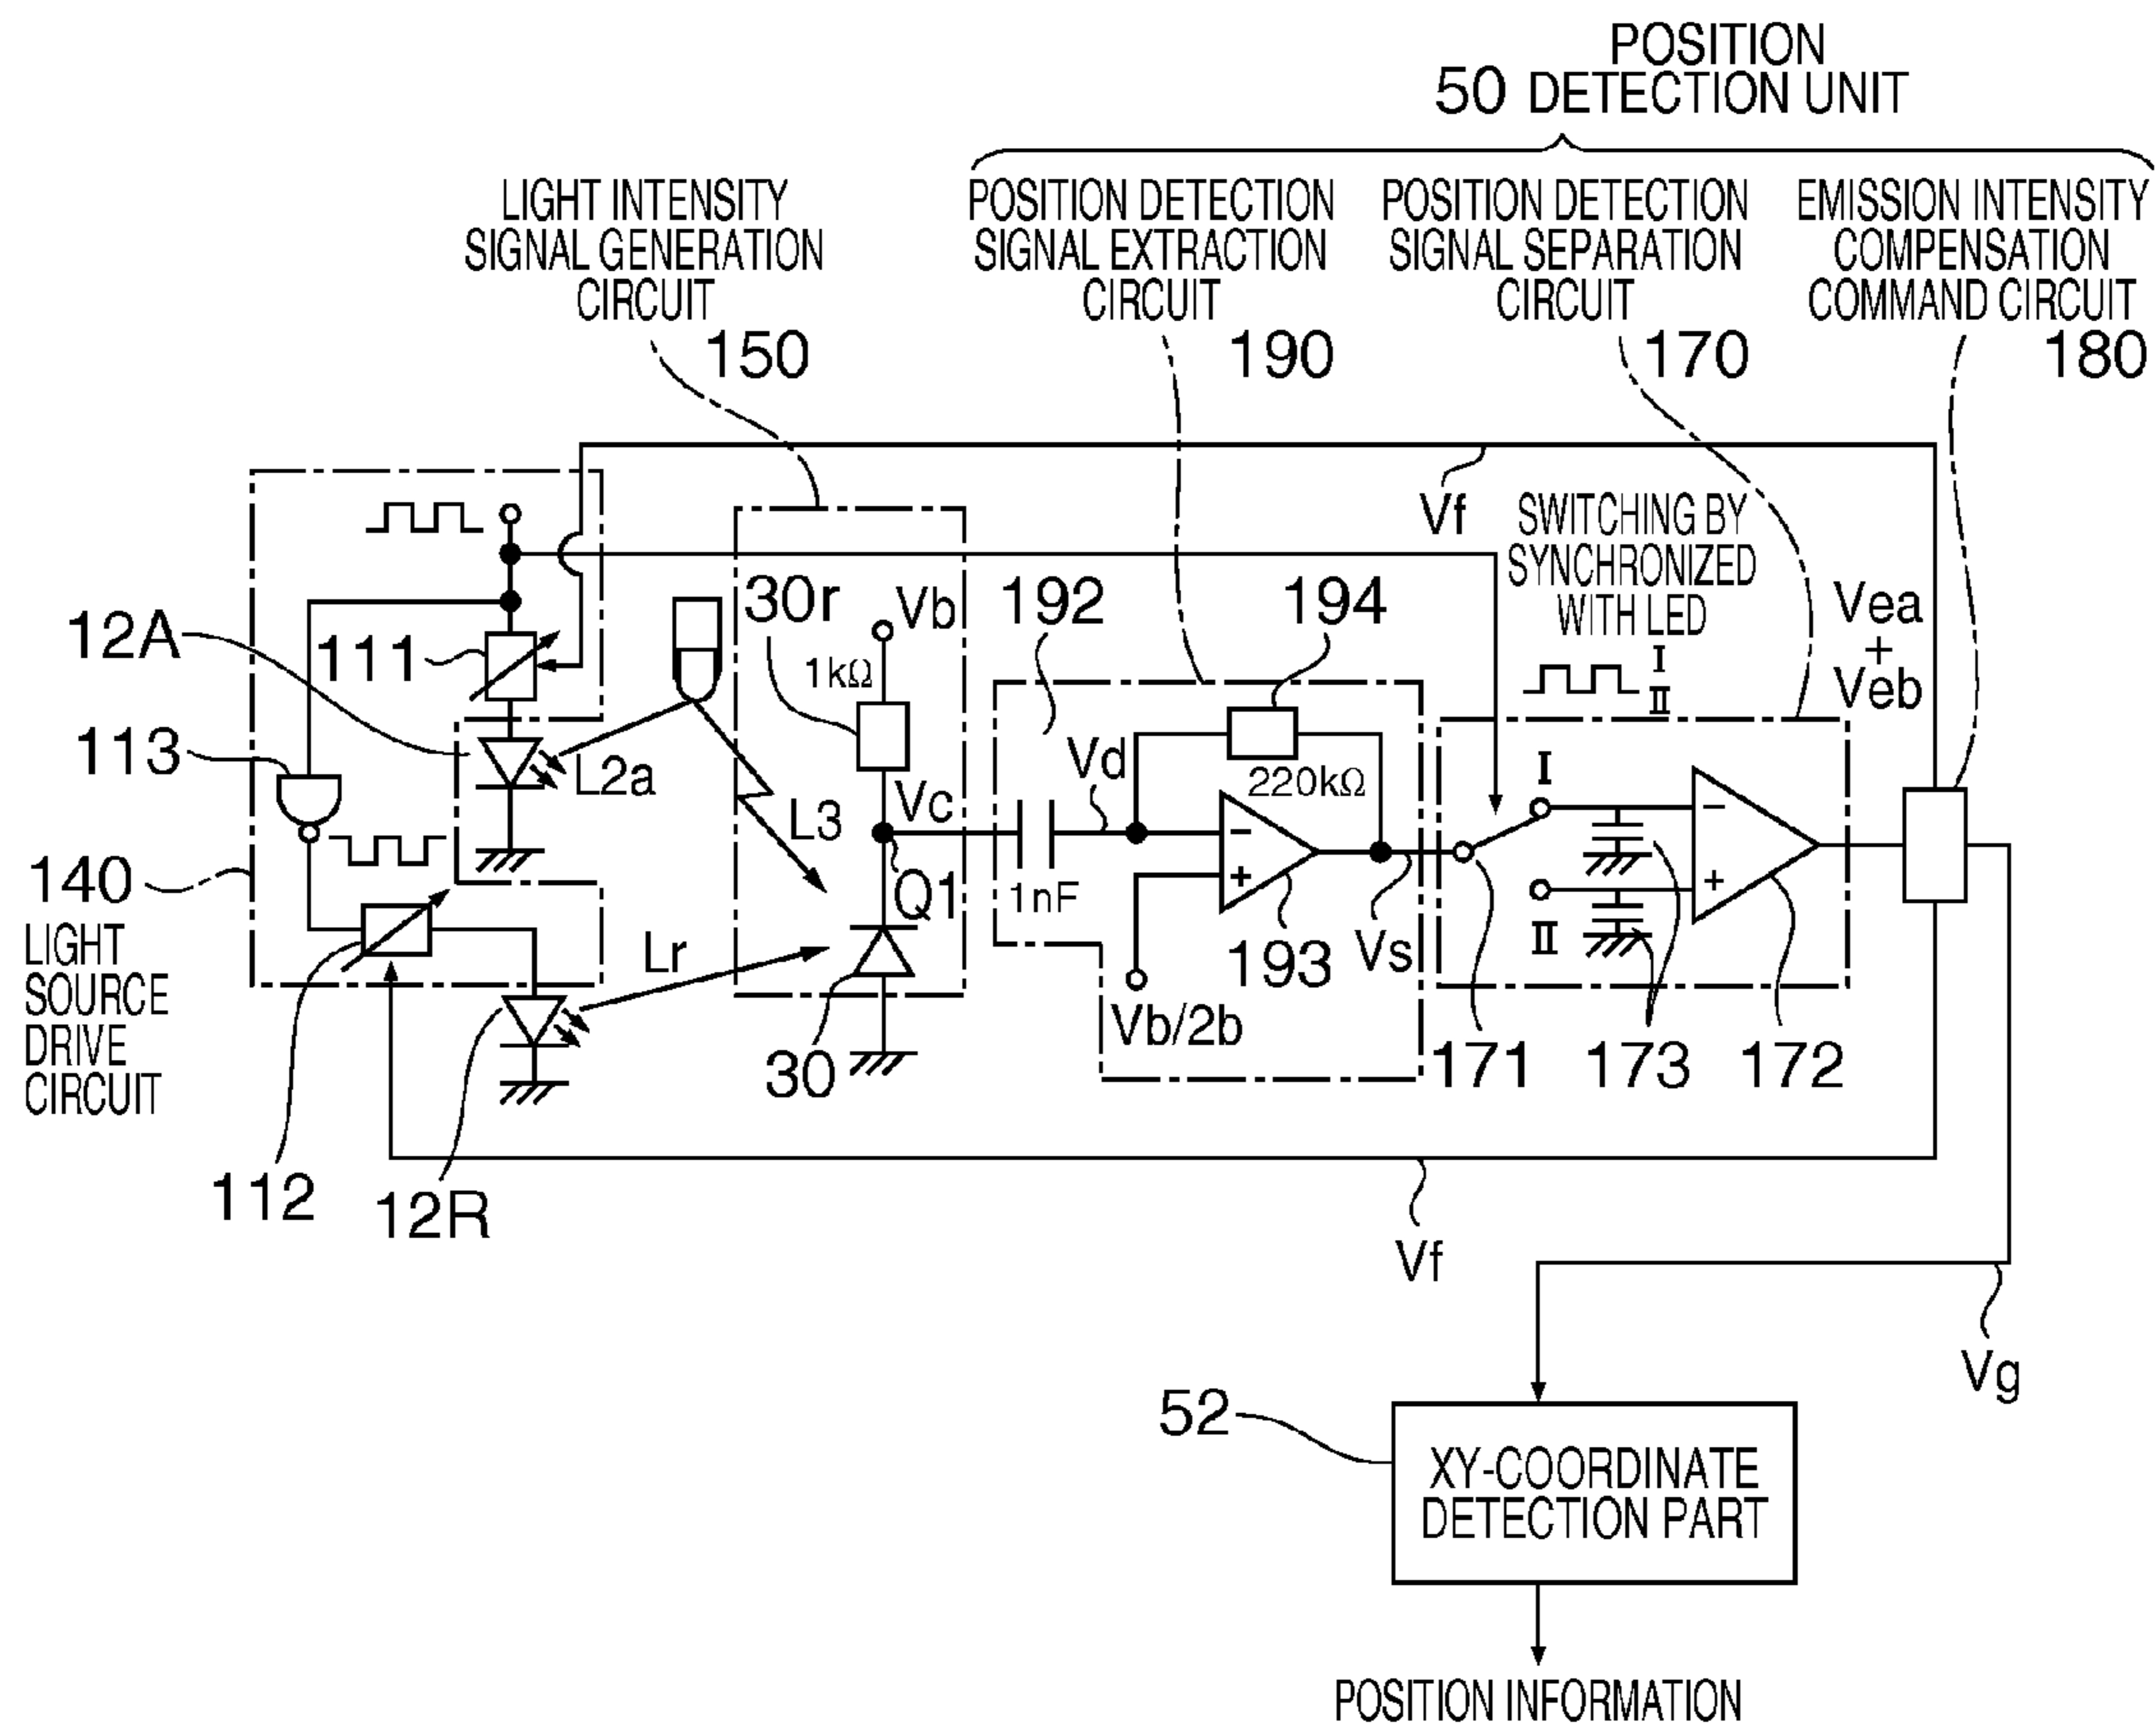 POSITION
50 DETECTION UNIT
LIGHT INTENSITY
SIGNAL GENERATION
CIRCUIT
150
POSITION DETECTION
SIGNAL EXTRACTION
CIRCUIT
190
POSITION DETECTION
SIGNAL SEPARATION
CIRCUIT
170
EMISSION INTENSITY
COMPENSATION
COMMAND CIRCUIT
180
Vf
SWITCHING BY
SYNCHRONIZED
WITH LED
I
II
Vea
+
Veb
12A
111
30r
Vb
1kΩ
192
194
113
L2a
L3
Vc
Vd
220kΩ
I
−
+
−
+
140
LIGHT
SOURCE
DRIVE
CIRCUIT
Lr
Q1
1nF
193
Vs
II
30
Vb/2b
171
173
172
112
12R
Vf
Vg
52
XY-COORDINATE
DETECTION PART
POSITION INFORMATION